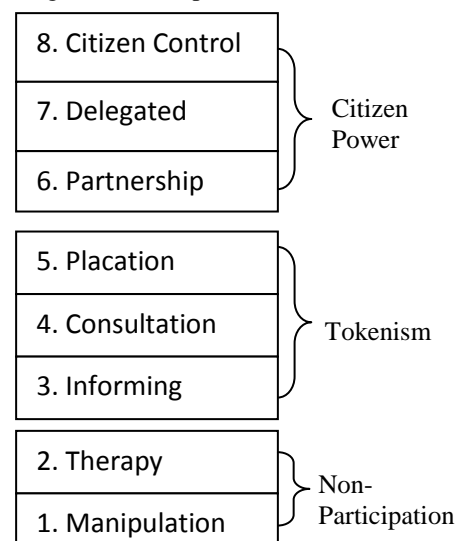 8. Citizen Control
7. Delegated
6. Partnership
Citizen
Power
5. Placation
4. Consultation
3. Informing
Tokenism
2. Therapy
1. Manipulation
Non-
Participation